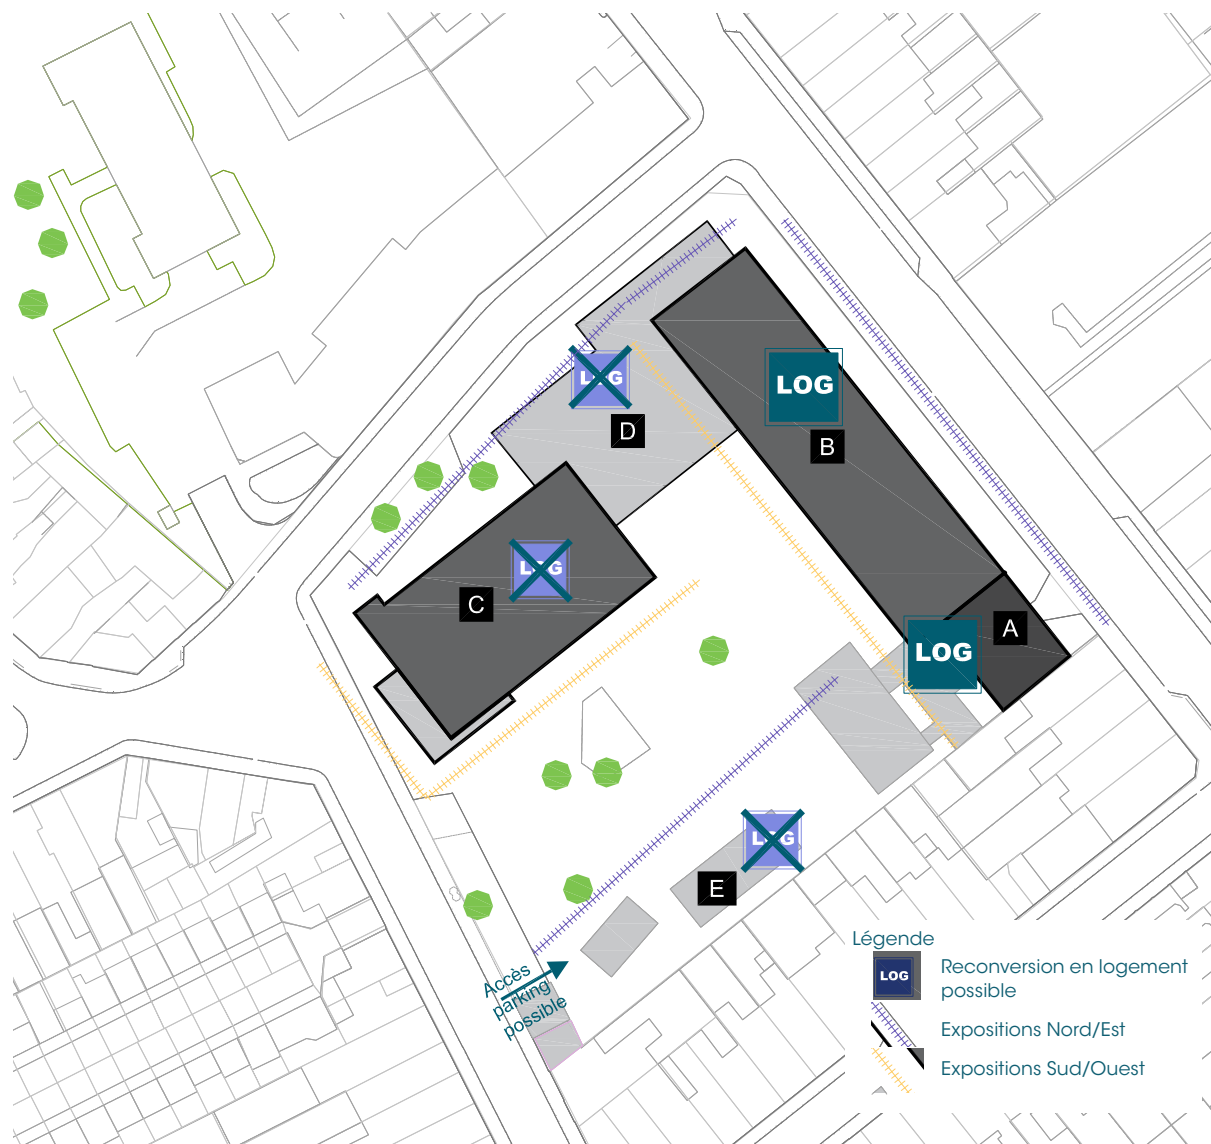 LOG
D
LOG
B
LOG
C
LOG
A
LOG
E
Accès
parking
possible
Légende
LOG
Reconversion en logement
possible
Expositions Nord/Est
Expositions Sud/Ouest